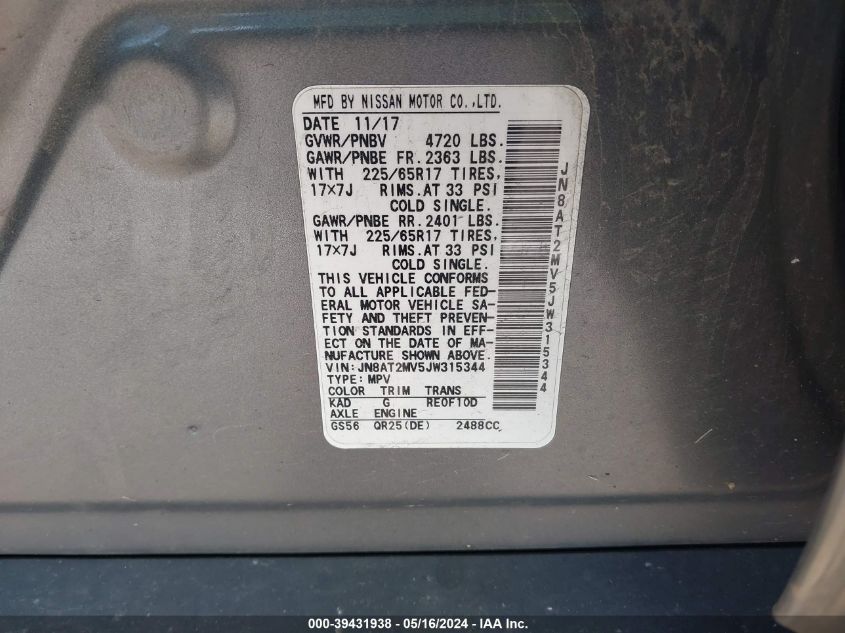 MFD BY NISSAN MOTOR CO.,LTD.
DATE 11/17
GVWR/PNBV 4720 LBS.
GAWR/PNBE FR. 2363 LBS.
WITH 225/65R17 TIRES,
17×7J RIMS. AT 33 PSI
COLD SINGLE.
GAWR/PNBE RR. 2401 LBS.
WITH 225/65R17 TIRES,
17×7J RIMS. AT 33 PSI
COLD SINGLE.
THIS VEHICLE CONFORMS
TO ALL APPLICABLE FED-
ERAL MOTOR VEHICLE SA-
FETY AND THEFT PREVEN-
TION STANDARDS IN EFF-
ECT ON THE DATE OF MA-
NUFACTURE SHOWN ABOVE.
VIN: JN8AT2MV5JW315344
TYPE: MPV
COLOR TRIM TRANS
KAD G RE0F10D
AXLE ENGINE
GS56 QR25(DE) 2488CC
JN8AT2MV5JW315344
000-39431938 - 05/16/2024 - IAAI.COM